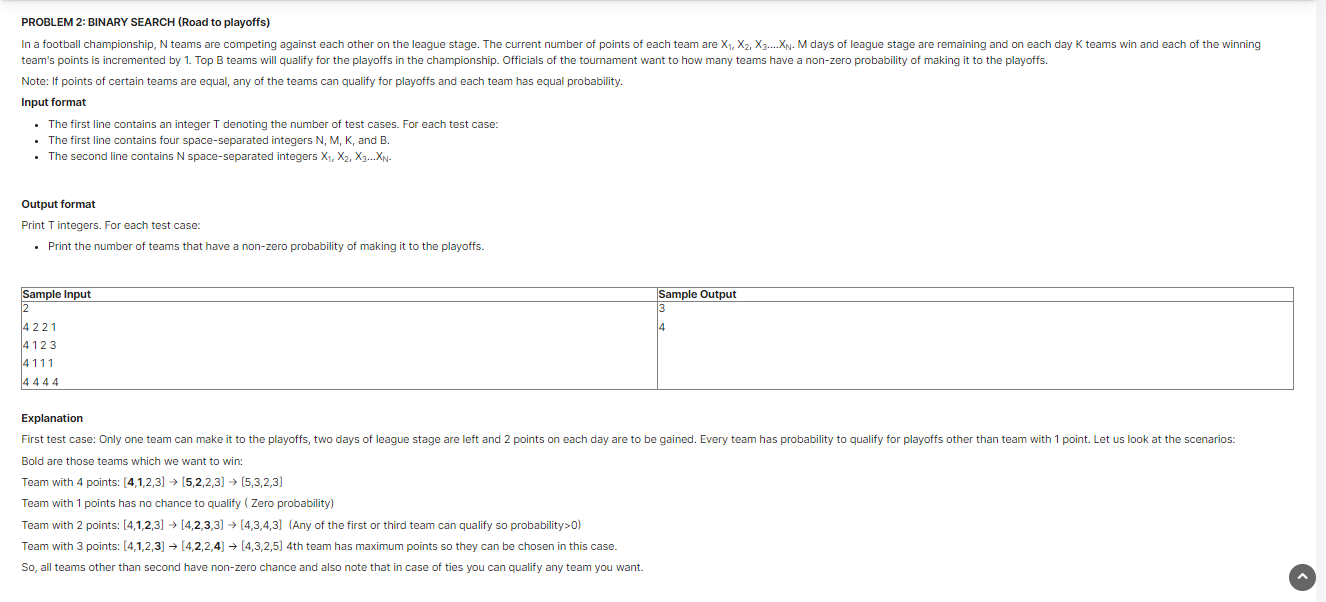 PROBLEM 2: BINARY SEARCH (Road to playoffs)
In a football championship, N teams are competing against each other on the league stage. The current number of points of each team are X₁, X₂, X₃....Xɴ. M days of league stage are remaining and on each day K teams win and each of the winning
team's points is incremented by 1. Top B teams will qualify for the playoffs in the championship. Officials of the tournament want to how many teams have a non-zero probability of making it to the playoffs.
Note: If points of certain teams are equal, any of the teams can qualify for playoffs and each team has equal probability.
Input format
• The first line contains an integer T denoting the number of test cases. For each test case:
• The first line contains four space-separated integers N, M, K, and B.
• The second line contains N space-separated integers X₁, X₂, X₃...Xɴ.
Output format
Print T integers. For each test case:
• Print the number of teams that have a non-zero probability of making it to the playoffs.
Sample Input Sample Output
2 3
4 2 2 1 4
4 1 2 3
4 1 1 1
4 4 4 4
Explanation
First test case: Only one team can make it to the playoffs, two days of league stage are left and 2 points on each day are to be gained. Every team has probability to qualify for playoffs other than team with 1 point. Let us look at the scenarios:
Bold are those teams which we want to win:
Team with 4 points: [4,1,2,3] → [5,2,2,3] → [5,3,2,3]
Team with 1 points has no chance to qualify ( Zero probability)
Team with 2 points: [4,1,2,3] → [4,2,3,3] → [4,3,4,3] (Any of the first or third team can qualify so probability>0)
Team with 3 points: [4,1,2,3] → [4,2,2,4] → [4,3,2,5] 4th team has maximum points so they can be chosen in this case.
So, all teams other than second have non-zero chance and also note that in case of ties you can qualify any team you want.